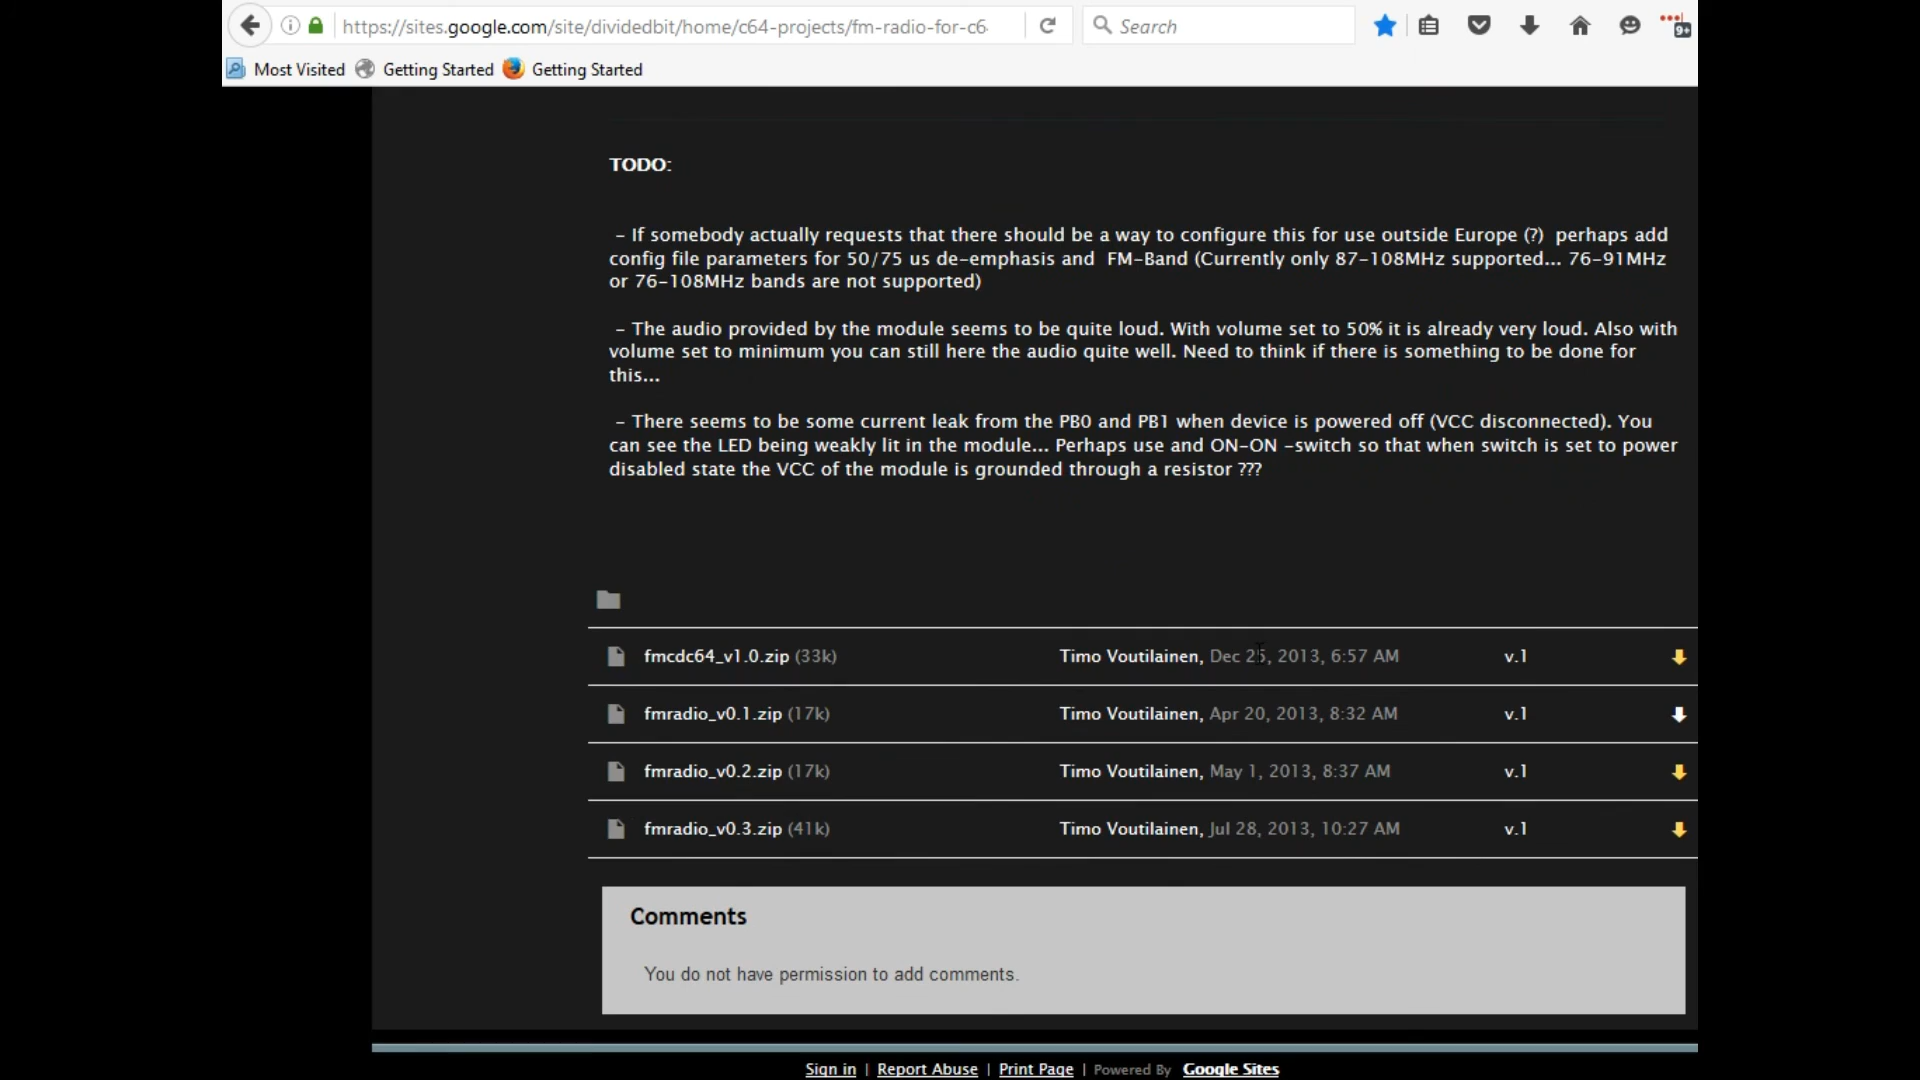 https://sites.google.com/site/dividedbit/home/c64-projects/fm-radio-for-c6
Search
9+
Most Visited Getting Started Getting Started
TODO:
– If somebody actually requests that there should be a way to configure this for use outside Europe (?) perhaps add
config file parameters for 50/75 us de-emphasis and FM-Band (Currently only 87-108MHz supported... 76-91MHz
or 76-108MHz bands are not supported)
– The audio provided by the module seems to be quite loud. With volume set to 50% it is already very loud. Also with
volume set to minimum you can still here the audio quite well. Need to think if there is something to be done for
this...
– There seems to be some current leak from the PB0 and PB1 when device is powered off (VCC disconnected). You
can see the LED being weakly lit in the module... Perhaps use and ON-ON -switch so that when switch is set to power
disabled state the VCC of the module is grounded through a resistor ???
fmcdc64_v1.0.zip (33k) Timo Voutilainen, Dec 25, 2013, 6:57 AM v.1
fmradio_v0.1.zip (17k) Timo Voutilainen, Apr 20, 2013, 8:32 AM v.1
fmradio_v0.2.zip (17k) Timo Voutilainen, May 1, 2013, 8:37 AM v.1
fmradio_v0.3.zip (41k) Timo Voutilainen, Jul 28, 2013, 10:27 AM v.1
Comments
You do not have permission to add comments.
Sign in | Report Abuse | Print Page | Powered By Google Sites